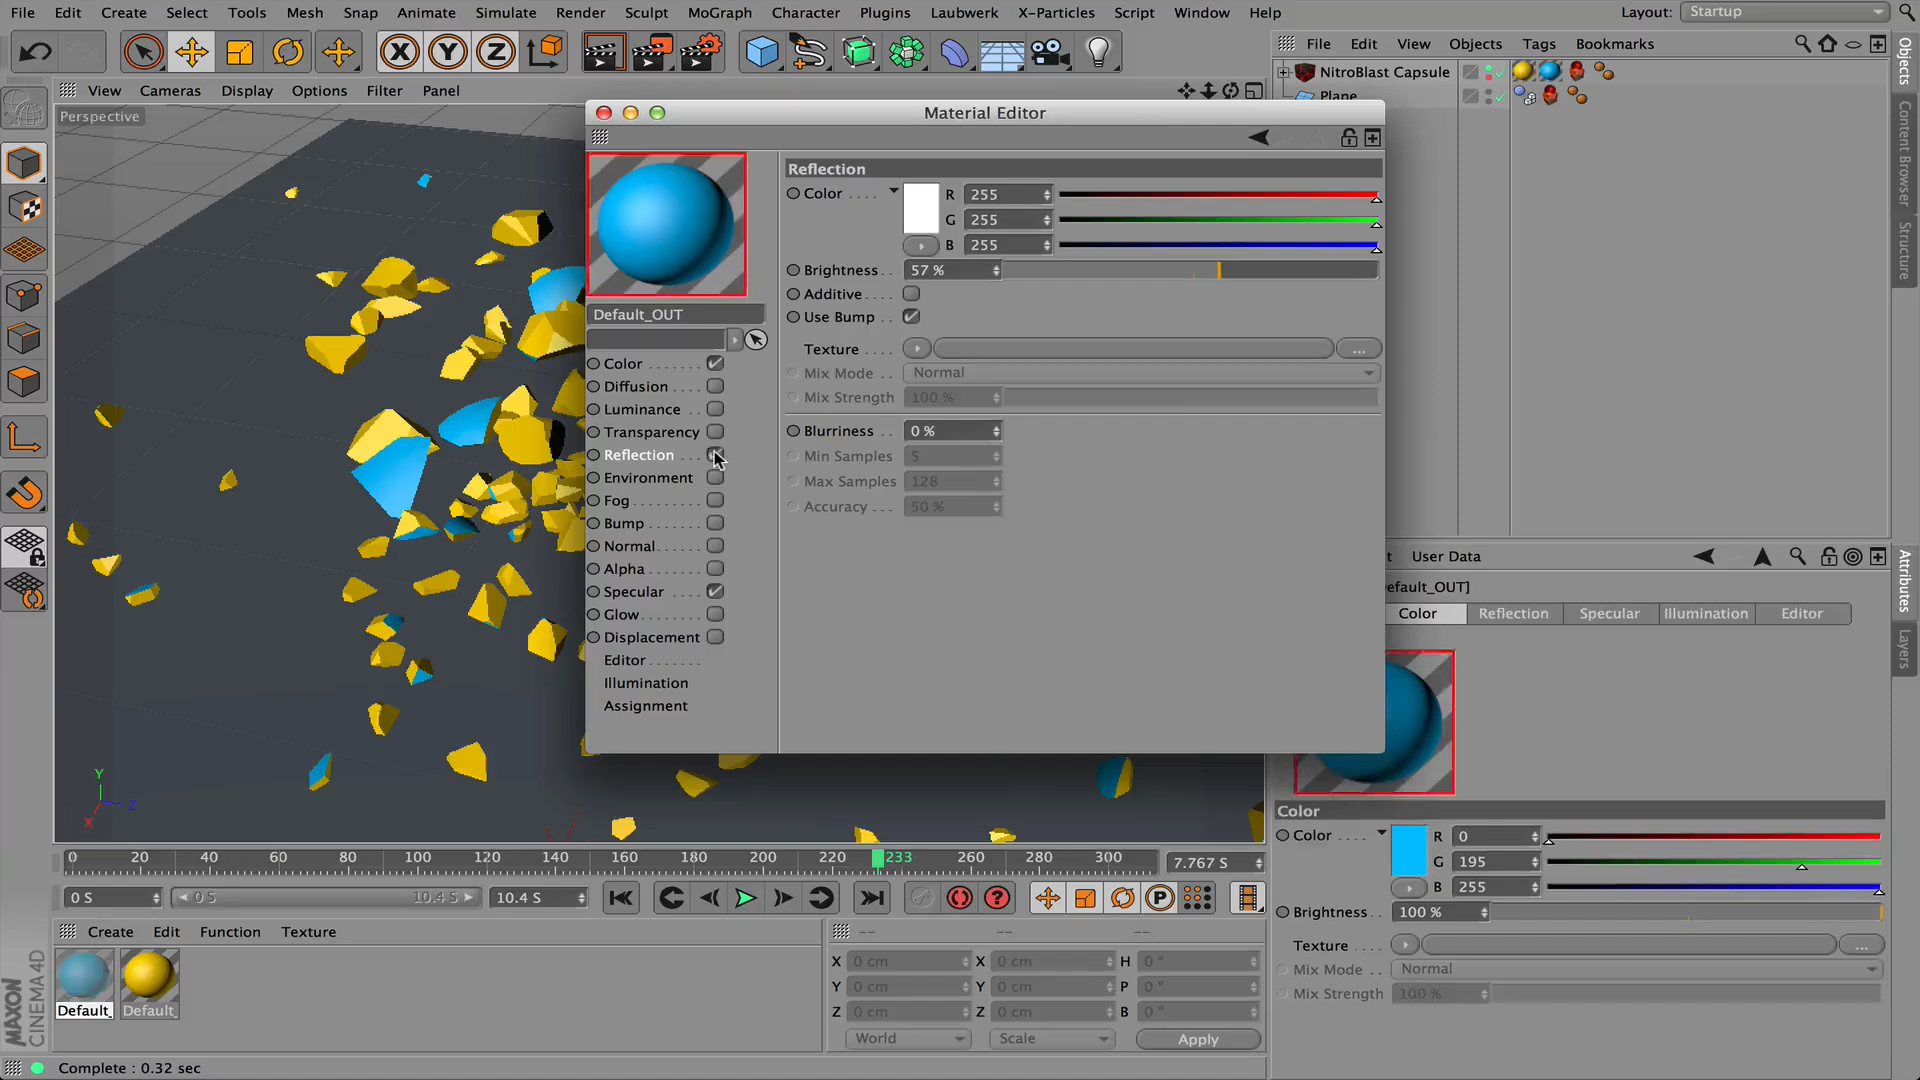 File Edit Create Select Tools Mesh Snap Animate Simulate Render Sculpt MoGraph Character Plugins Laubwerk X-Particles Script Window Help Layout: Startup
X Y Z
File Edit View Objects Tags Bookmarks
NitroBlast Capsule
Plane
Objects
Content Browser
Structure
View Cameras Display Options Filter Panel
Perspective
Material Editor
Default_OUT
Color
Diffusion
Luminance
Transparency
Reflection
Environment
Fog
Bump
Normal
Alpha
Specular
Glow
Displacement
Editor
Illumination
Assignment
Reflection
Color R 255
G 255
B 255
Brightness 57 %
Additive
Use Bump
Texture ...
Mix Mode Normal
Mix Strength 100 %
Blurriness 0 %
Min Samples 5
Max Samples 128
Accuracy 50 %
Y
Z
X
t User Data
efault_OUT]
Color Reflection Specular Illumination Editor
Attributes
Layers
Color
Color R 0
G 195
B 255
Brightness 100 %
Texture ...
Mix Mode Normal
Mix Strength 100 %
0 20 40 60 80 100 120 140 160 180 200 220 233 260 280 300 7.767 S
0 S 0 S 10.4 S 10.4 S
? P
Create Edit Function Texture
Default_ Default_
-- -- --
X 0 cm X 0 cm H 0 °
Y 0 cm Y 0 cm P 0 °
Z 0 cm Z 0 cm B 0 °
World Scale Apply
MAXON
CINEMA4D
Complete : 0.32 sec